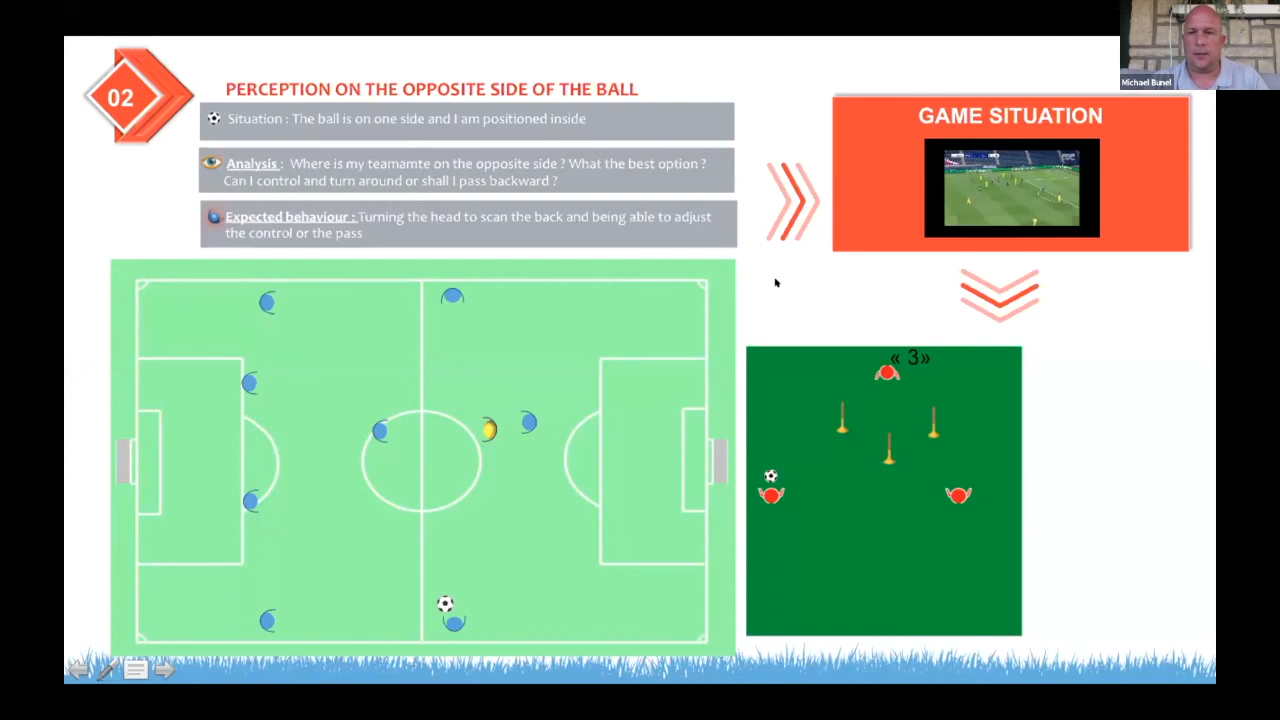 Michael Bunel
02
PERCEPTION ON THE OPPOSITE SIDE OF THE BALL
Situation : The ball is on one side and I am positioned inside
Analysis : Where is my teamamte on the opposite side ? What the best option ?
Can I control and turn around or shall I pass backward ?
Expected behaviour : Turning the head to scan the back and being able to adjust
the control or the pass
GAME SITUATION
« 3»